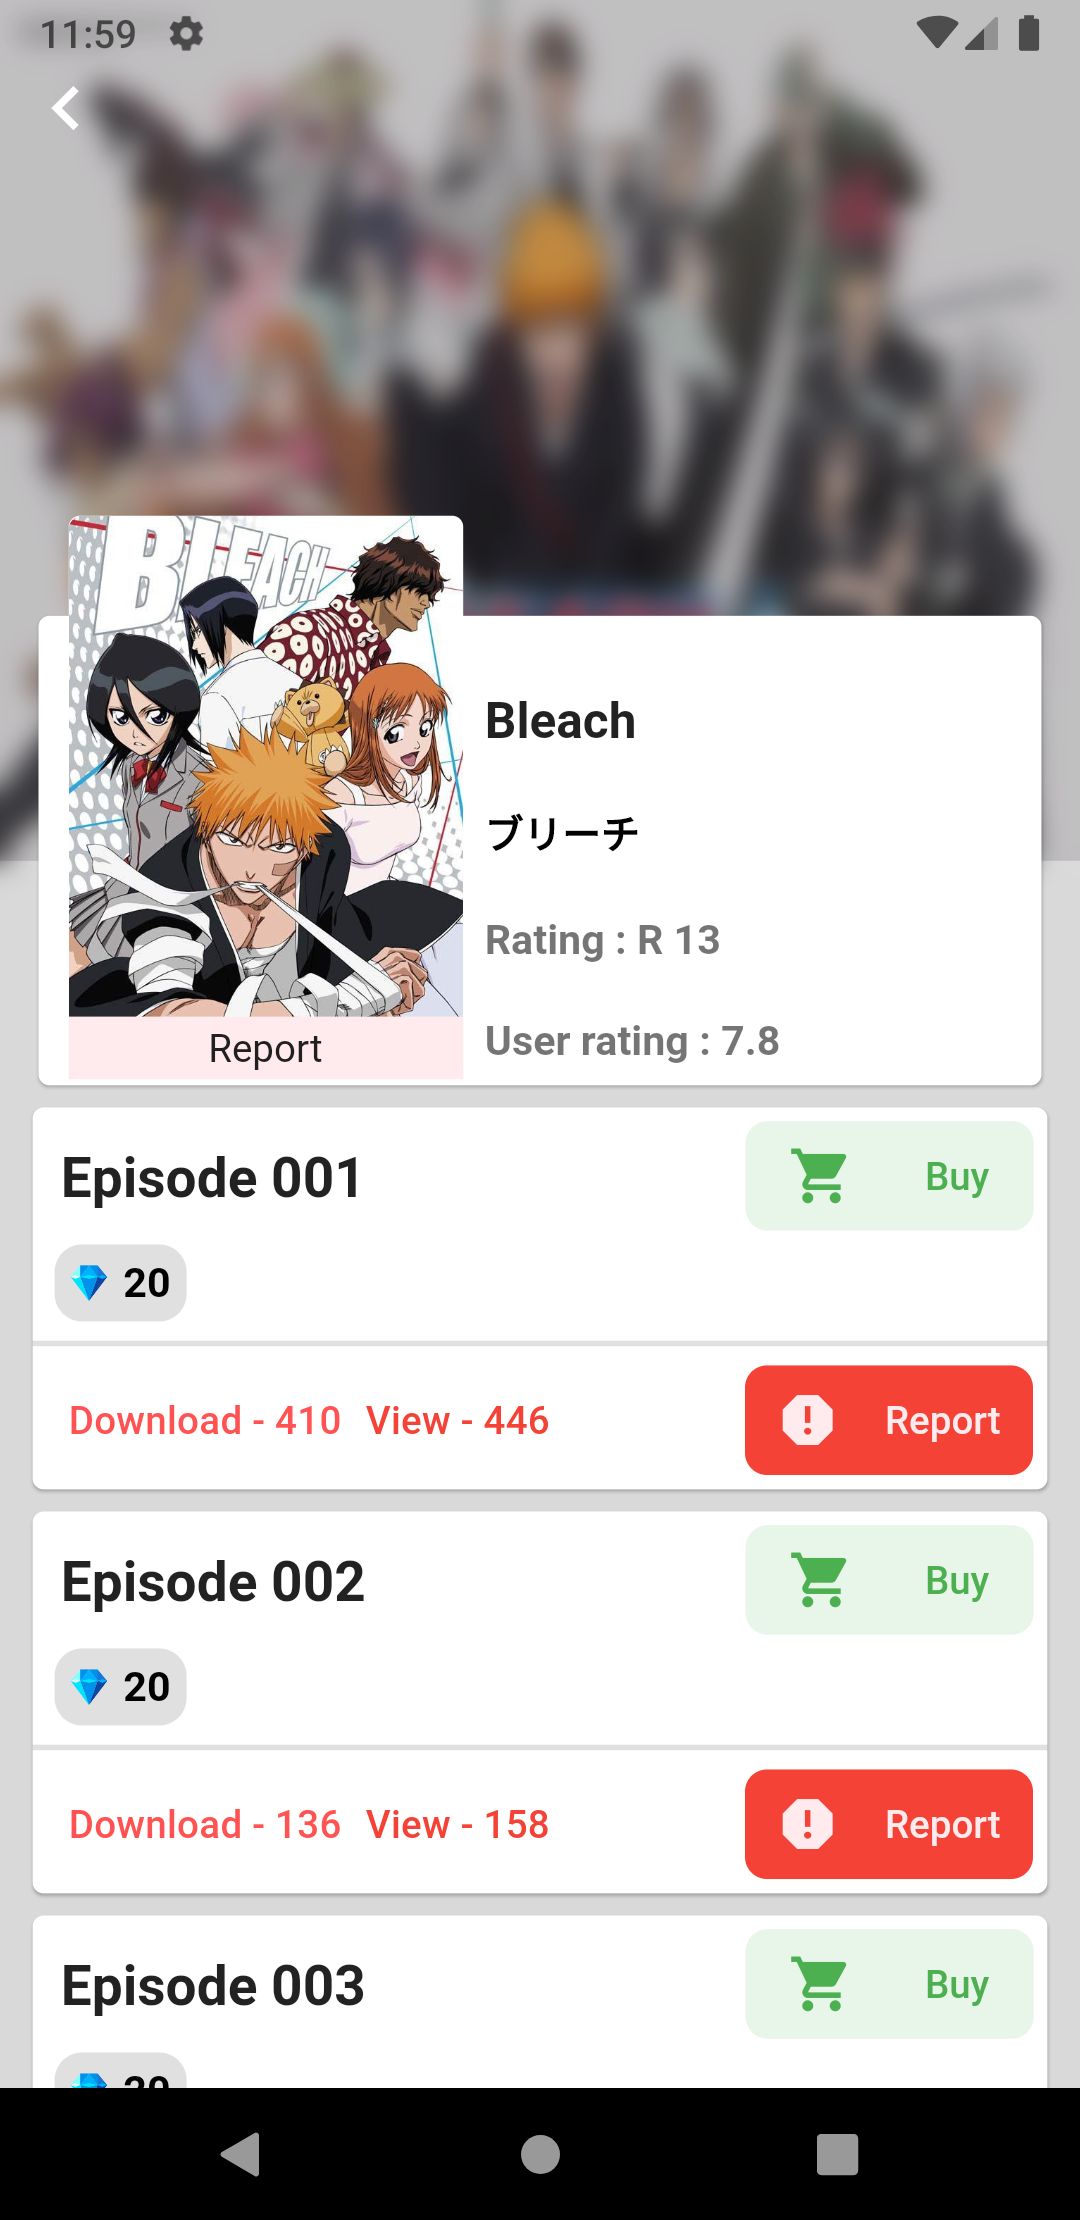 11:59
BLEACH
Bleach
ブリーチ
Rating : R 13
User rating : 7.8
Report
Episode 001
Buy
20
Download - 410 View - 446
Report
Episode 002
Buy
20
Download - 136 View - 158
Report
Episode 003
Buy
20